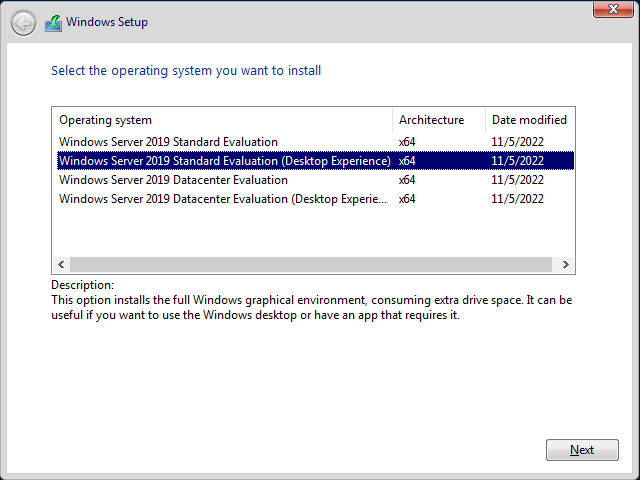 Windows Setup
Select the operating system you want to install
Operating system Architecture Date modified
Windows Server 2019 Standard Evaluation x64 11/5/2022
Windows Server 2019 Standard Evaluation (Desktop Experience) x64 11/5/2022
Windows Server 2019 Datacenter Evaluation x64 11/5/2022
Windows Server 2019 Datacenter Evaluation (Desktop Experie... x64 11/5/2022
Description:
This option installs the full Windows graphical environment, consuming extra drive space. It can be
useful if you want to use the Windows desktop or have an app that requires it.
Next